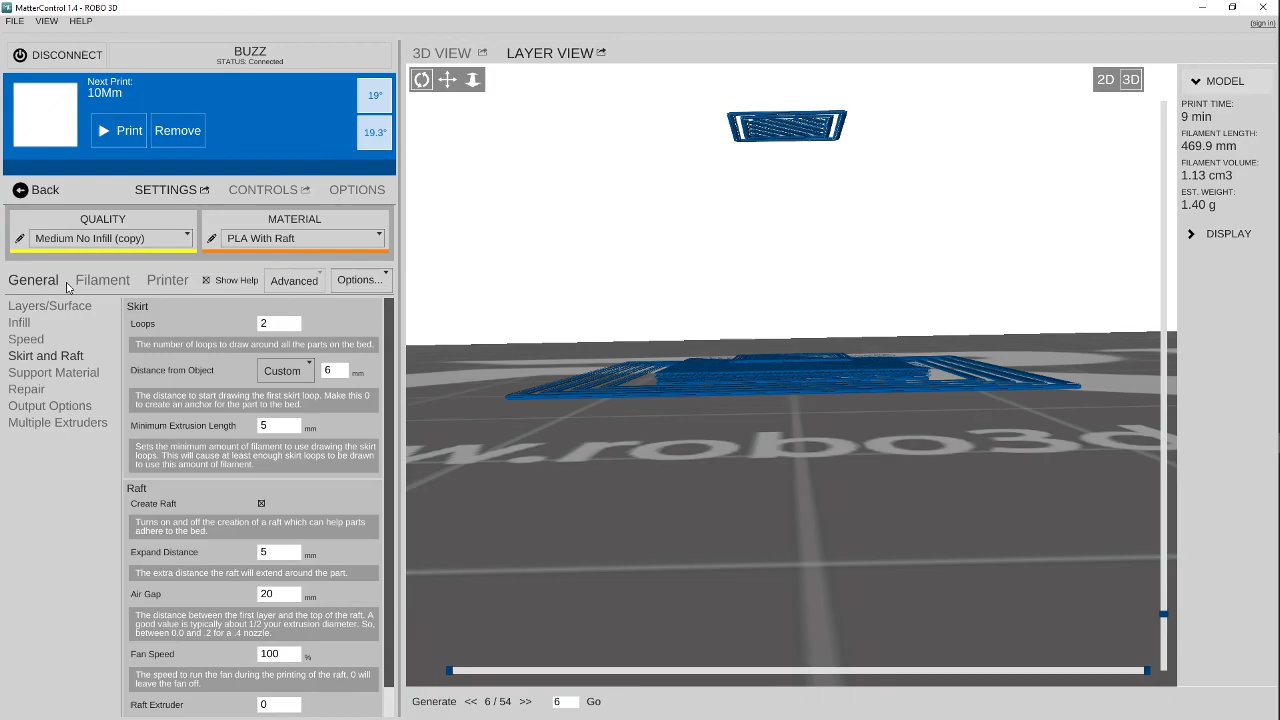 MatterControl 1.4 - ROBO 3D
FILE VIEW HELP
(sign in)
DISCONNECT
BUZZ
STATUS: Connected
Next Print:
10Mm
Print
Remove
19°
19.3°
Back
SETTINGS
CONTROLS
OPTIONS
QUALITY
Medium No Infill (copy)
MATERIAL
PLA With Raft
General
Filament
Printer
Show Help
Advanced
Options...
Layers/Surface
Infill
Speed
Skirt and Raft
Support Material
Repair
Output Options
Multiple Extruders
Skirt
Loops 2
The number of loops to draw around all the parts on the bed.
Distance from Object Custom 6 mm
The distance to start drawing the first skirt loop. Make this 0
to create an anchor for the part to the bed.
Minimum Extrusion Length 5 mm
Sets the minimum amount of filament to use drawing the skirt
loops. This will cause at least enough skirt loops to be drawn
to use this amount of filament.
Raft
Create Raft
Turns on and off the creation of a raft which can help parts
adhere to the bed.
Expand Distance 5 mm
The extra distance the raft will extend around the part.
Air Gap 20 mm
The distance between the first layer and the top of the raft. A
good value is typically about 1/2 your extrusion diameter. So,
between 0.0 and .2 for a .4 nozzle.
Fan Speed 100 %
The speed to run the fan during the printing of the raft, 0 will
leave the fan off.
Raft Extruder 0
3D VIEW
LAYER VIEW
2D 3D
w.robo3d
Generate << 6 / 54 >> 6 Go
MODEL
PRINT TIME:
9 min
FILAMENT LENGTH:
469.9 mm
FILAMENT VOLUME:
1.13 cm3
EST. WEIGHT:
1.40 g
DISPLAY